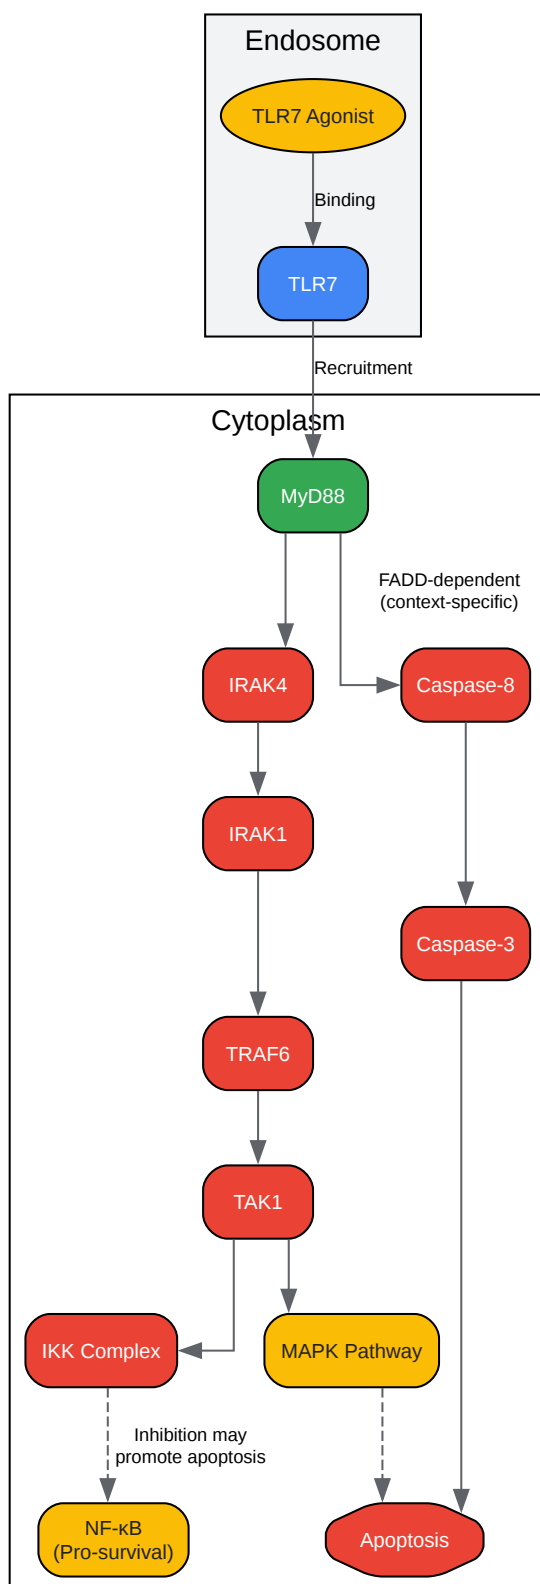 Endosome
TLR7 Agonist
Binding
TLR7
Recruitment
Cytoplasm
MyD88
FADD-dependent
(context-specific)
IRAK4
Caspase-8
IRAK1
Caspase-3
TRAF6
TAK1
IKK Complex
MAPK Pathway
Inhibition may
promote apoptosis
NF-κB
(Pro-survival)
Apoptosis